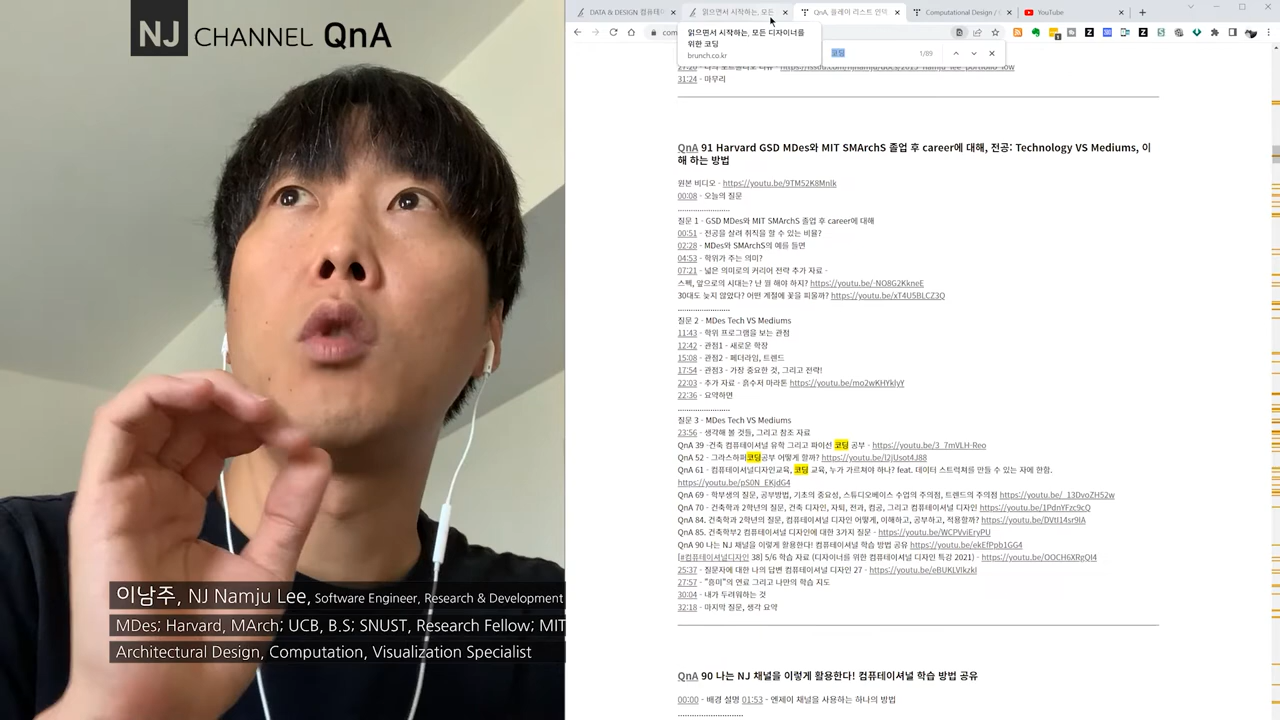 NJ CHANNEL QnA
DATA & DESIGN 컴퓨테이
읽으면서 시작하는, 모든
QnA, 플레이 리스트 인덱
Computational Design /
YouTube
com
읽으면서 시작하는, 모든 디자이너를
위한 코딩
brunch.co.kr
코딩
1/89
31:24 - 마무리
QnA 91 Harvard GSD MDes와 MIT SMArchS 졸업 후 career에 대해, 전공: Technology VS Mediums, 이
해 하는 방법
원본 비디오 - https://youtu.be/9TM52K8MnIk
00:08 - 오늘의 질문
........................
질문 1 - GSD MDes와 MIT SMArchS 졸업 후 career에 대해
00:51 - 전공을 살려 취직을 할 수 있는 비율?
02:28 - MDes와 SMArchS의 예를 들면
04:53 - 학위가 주는 의미?
07:21 - 넓은 의미로의 커리어 전략 추가 자료 -
스펙, 앞으로의 시대는? 난 뭘 해야 하지? https://youtu.be/-NO8G2KkneE
30대도 늦지 않았다? 어떤 계절에 꽃을 피울까? https://youtu.be/xT4U5BLCZ3Q
........................
질문 2 - MDes Tech VS Mediums
11:43 - 학위 프로그램을 보는 관점
12:42 - 관점1 - 새로운 학장
15:08 - 관점2 - 페더라임, 트렌드
17:54 - 관점3 - 가장 중요한 것, 그리고 전략!
22:03 - 추가 자료 - 흙수저 마라톤 https://youtu.be/mo2wKHYklyY
22:36 - 요약하면
........................
질문 3 - MDes Tech VS Mediums
23:56 - 생각해 볼 것들, 그리고 참조 자료
QnA 39 -건축 컴퓨테이셔널 유학 그리고 파이선 코딩 공부 - https://youtu.be/3_7mVLH-Reo
QnA 52 - 그라스하퍼코딩공부 어떻게 할까? https://youtu.be/l2jUsot4J88
QnA 61 - 컴퓨테이셔널디자인교육, 코딩 교육, 누가 가르쳐야 하나? feat. 데이터 스트럭쳐를 만들 수 있는 자에 한함.
https://youtu.be/pS0N_EKjdG4
QnA 69 - 학부생의 질문, 공부방법, 기초의 중요성, 스튜디오베이스 수업의 주의점, 트렌드의 주의점 https://youtu.be/_13DvoZH52w
QnA 70 - 건축학과 2학년의 질문, 건축 디자인, 자퇴, 전과, 컴공, 그리고 컴퓨테이셔널 디자인 https://youtu.be/1PdnYFzc9cQ
QnA 84. 건축학과 2학년의 질문, 컴퓨테이셔널 디자인 어떻게, 이해하고, 공부하고, 적용할까? https://youtu.be/DVtI14sr9IA
QnA 85. 건축학부2 컴퓨테이셔널 디자인에 대한 3가지 질문 - https://youtu.be/WCPVviEryPU
QnA 90 나는 NJ 채널을 이렇게 활용한다! 컴퓨테이셔널 학습 방법 공유 https://youtu.be/ekEfPpb1GG4
[#컴퓨테이셔널디자인 38] 5/6 학습 자료 (디자이너를 위한 컴퓨테이셔널 디자인 특강 2021) - https://youtu.be/OOCH6XRgQI4
25:37 - 질문자에 대한 나의 답변 컴퓨테이셔널 디자인 27 - https://youtu.be/eBUKLVIkzkI
27:57 - "흥미"의 연료 그리고 나만의 학습 지도
30:04 - 내가 두려워하는 것
32:18 - 마지막 질문, 생각 요약
QnA 90 나는 NJ 채널을 이렇게 활용한다! 컴퓨테이셔널 학습 방법 공유
00:00 - 배경 설명 01:53 - 엔제이 채널을 사용하는 하나의 방법
..............................
이남주, NJ Namju Lee, Software Engineer, Research & Development
MDes; Harvard, MArch; UCB, B.S; SNUST, Research Fellow; MIT
Architectural Design, Computation, Visualization Specialist